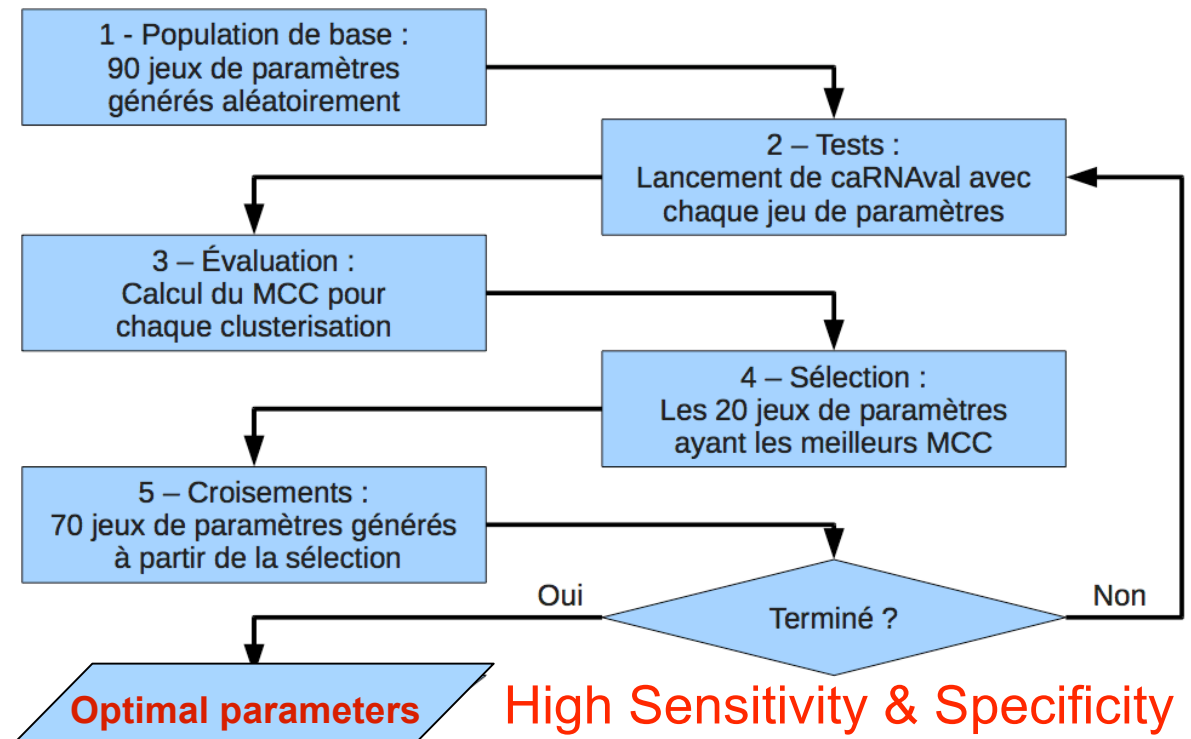 1 - Population de base :
90 jeux de paramètres
générés aléatoirement
2 – Tests :
Lancement de caRNAval avec
chaque jeu de paramètres
3 – Évaluation :
Calcul du MCC pour
chaque clusterisation
4 – Sélection :
Les 20 jeux de paramètres
ayant les meilleurs MCC
5 – Croisements :
70 jeux de paramètres générés
à partir de la sélection
Oui
Terminé ?
Non
Optimal parameters
High Sensitivity & Specificity